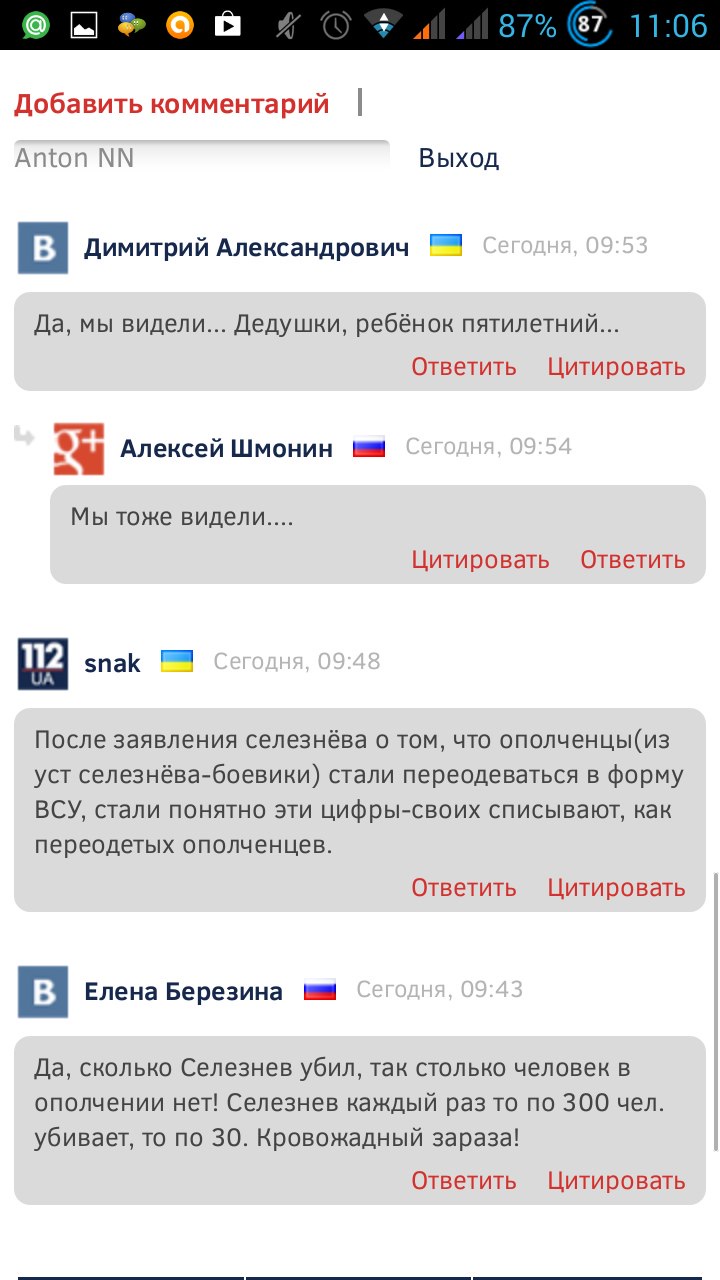 87% 87 11:06
Добавить комментарий
Anton NN Выход
B Димитрий Александрович Сегодня, 09:53
Да, мы видели... Дедушки, ребёнок пятилетний...
Ответить Цитировать
g+ Алексей Шмонин Сегодня, 09:54
Мы тоже видели....
Цитировать Ответить
112 UA snak Сегодня, 09:48
После заявления селезнёва о том, что ополченцы(из
уст селезнёва-боевики) стали переодеваться в форму
ВСУ, стали понятно эти цифры-своих списывают, как
переодетых ополченцев.
Ответить Цитировать
B Елена Березина Сегодня, 09:43
Да, сколько Селезнев убил, так столько человек в
ополчении нет! Селезнев каждый раз то по 300 чел.
убивает, то по 30. Кровожадный зараза!
Ответить Цитировать